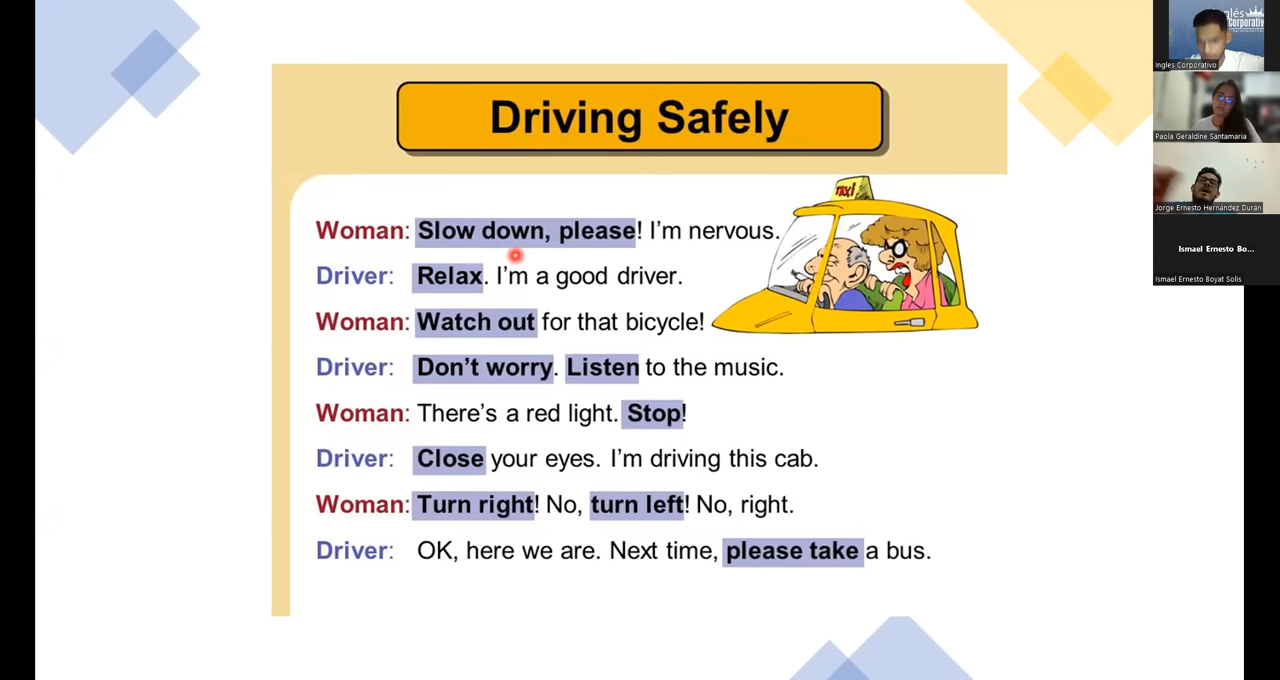 Driving Safely
TAXI
Woman: Slow down, please! I'm nervous.
Driver: Relax. I'm a good driver.
Woman: Watch out for that bicycle!
Driver: Don't worry. Listen to the music.
Woman: There's a red light. Stop!
Driver: Close your eyes. I'm driving this cab.
Woman: Turn right! No, turn left! No, right.
Driver: OK, here we are. Next time, please take a bus.
Ingles Corporativo
Paola Geraldine Santamaria
Jorge Ernesto Hernández Durán
Ismael Ernesto Bo...
Ismael Ernesto Boyat Solis